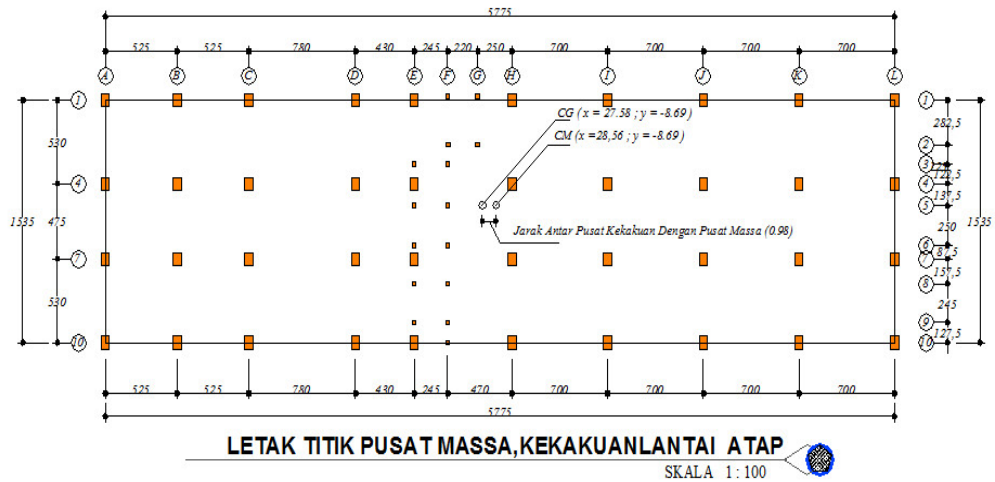 5775
525 525 780 430 245 220 250 700 700 700 700
A B C D E F G H I J K L
1 1
282,5
CG ( x = 27.58 ; y = -8.69 )
CM (x =28,56 ; y = -8.69 )
530 2
3
122,5
4 4
137,5
5
1535 475 250 1535
Jarak Antar Pusat Kekakuan Dengan Pusat Massa (0.98)
6
87,5
7 7
157,5
8
530 245
9
127,5
10 10
525 525 780 430 245 470 700 700 700 700
5775
LETAK TITIK PUSAT MASSA,KEKAKUANLANTAI ATAP
SKALA 1 : 100